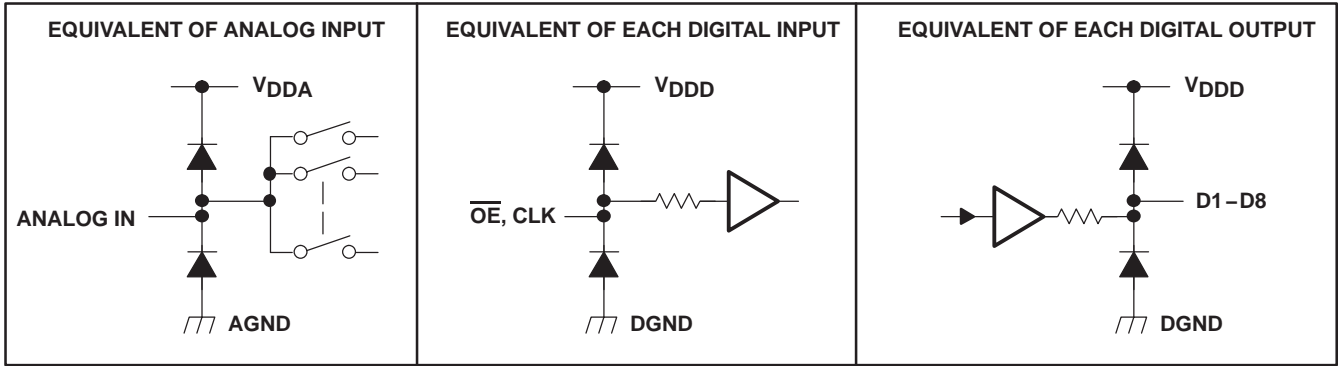 EQUIVALENT OF ANALOG INPUT
VDDA
ANALOG IN
AGND
EQUIVALENT OF EACH DIGITAL INPUT
VDDD
O̅E̅, CLK
DGND
EQUIVALENT OF EACH DIGITAL OUTPUT
VDDD
D1–D8
DGND